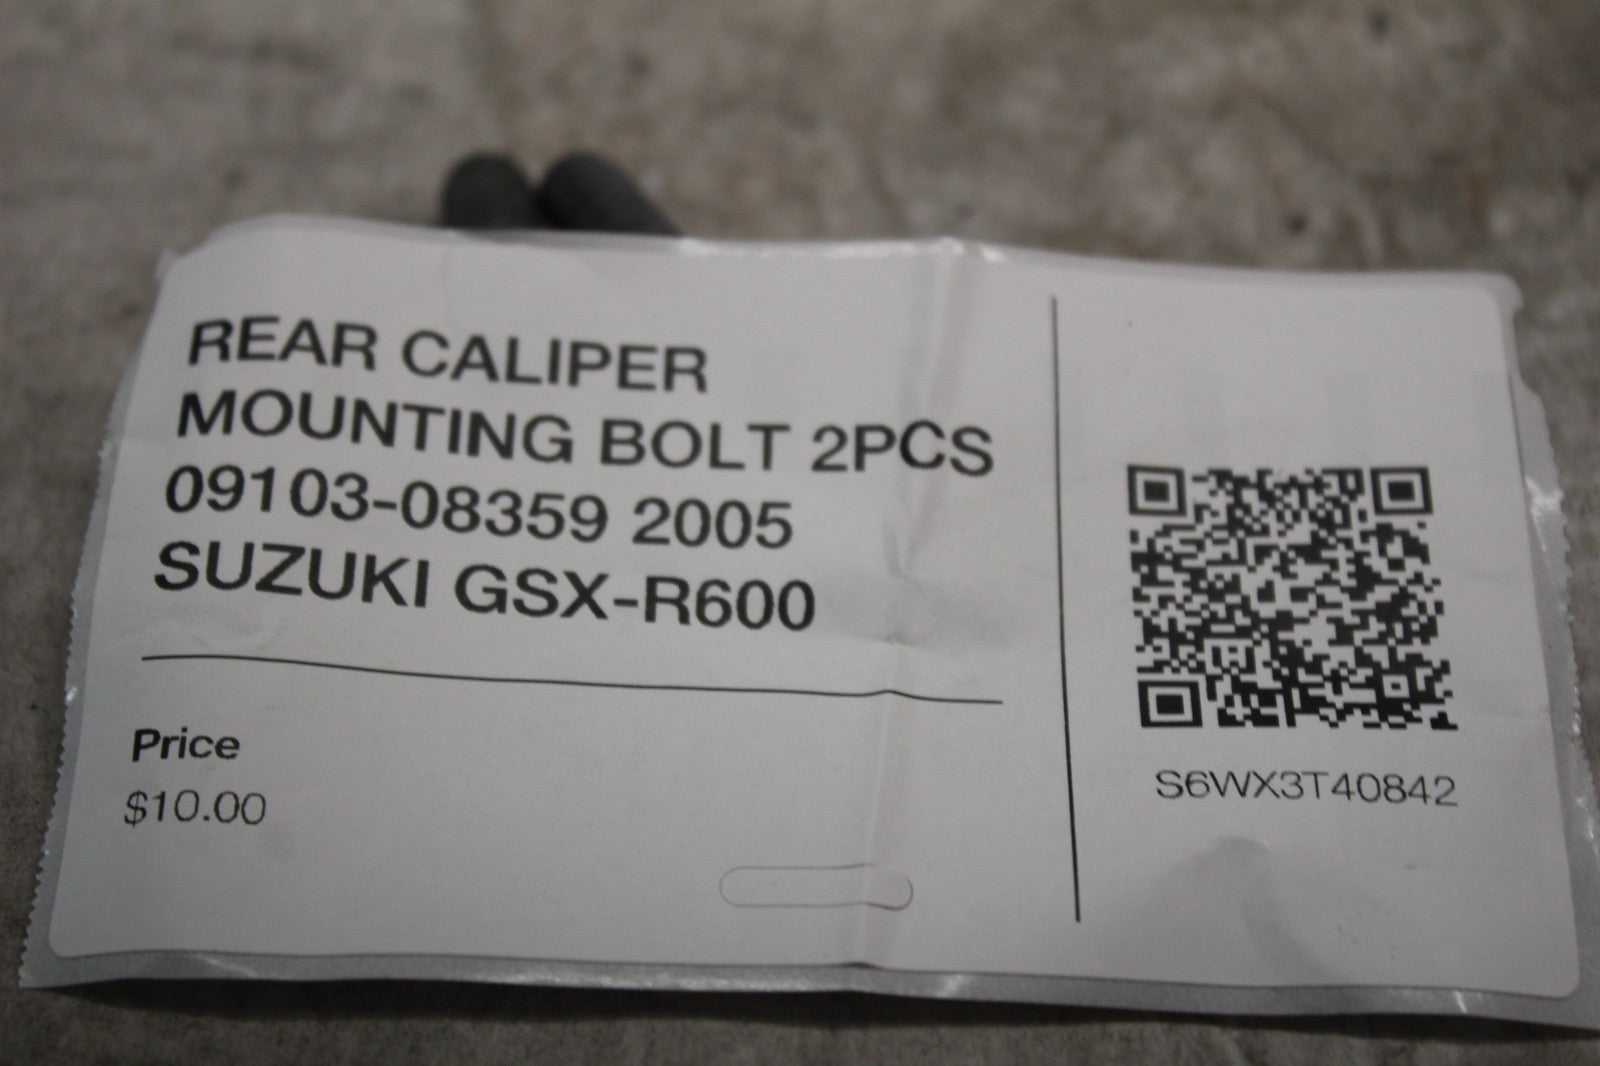 REAR CALIPER
MOUNTING BOLT 2PCS
09103-08359 2005
SUZUKI GSX-R600
Price
$10.00
S6WX3T40842